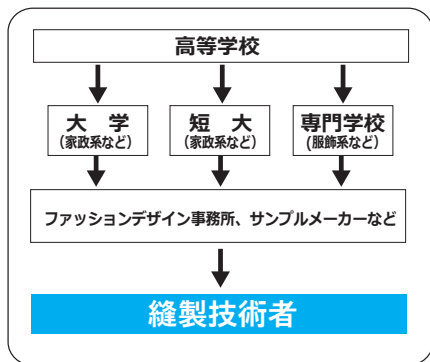 高等学校
大　学
(家政系など)
短　大
(家政系など)
専門学校
(服飾系など)
ファッションデザイン事務所、サンプルメーカーなど
縫製技術者